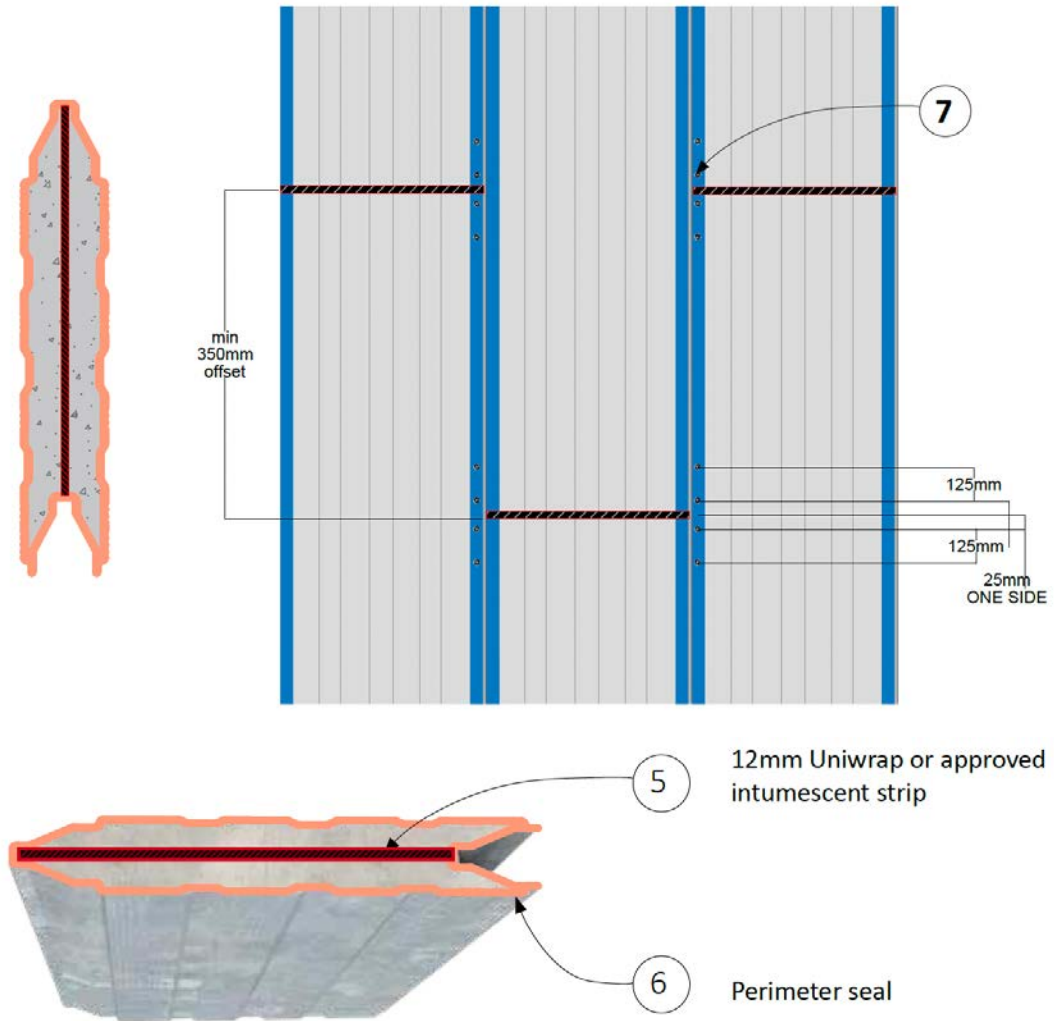 7
min
350mm
offset
125mm
125mm
25mm
ONE SIDE
5
12mm Uniwrap or approved
intumescent strip
6
Perimeter seal